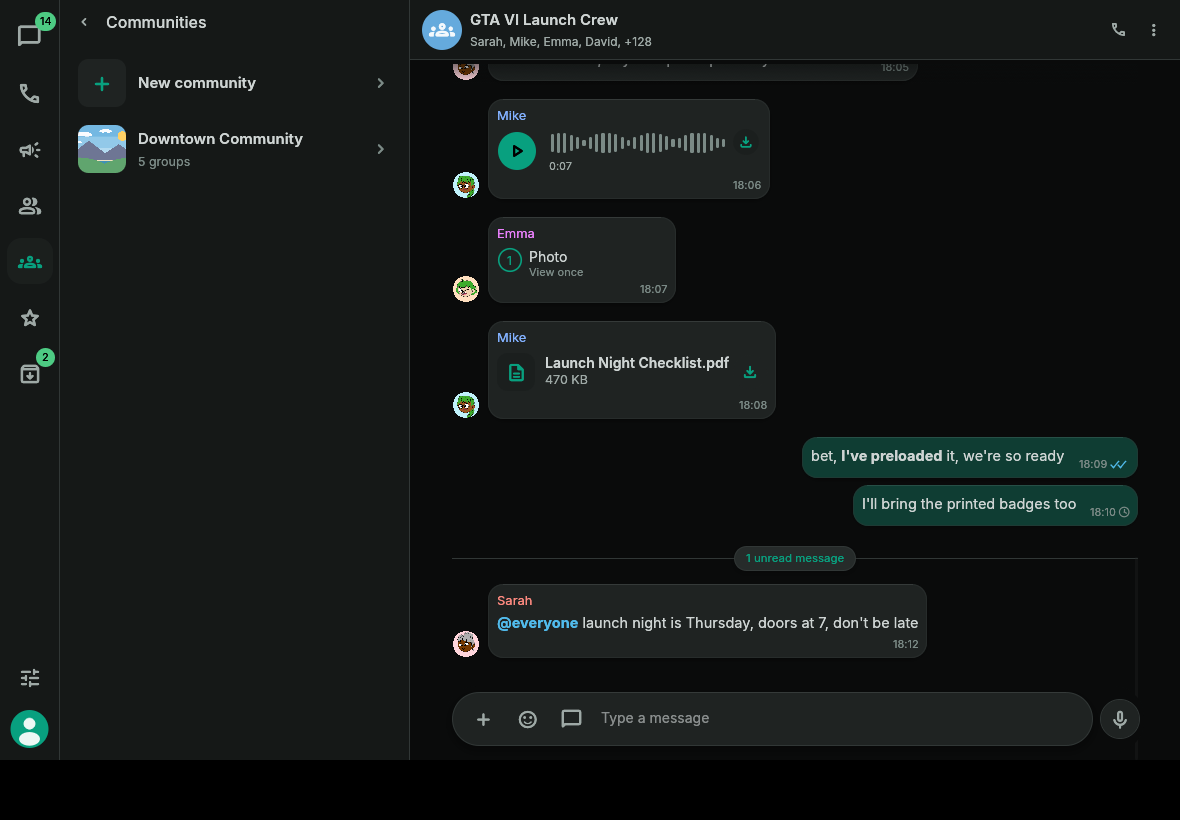 14
Communities
New community
Downtown Community
5 groups
2
GTA VI Launch Crew
Sarah, Mike, Emma, David, +128
18:05
Mike
0:07
18:06
Emma
1
Photo
View once
18:07
Mike
Launch Night Checklist.pdf
470 KB
18:08
bet, I've preloaded it, we're so ready
18:09
I'll bring the printed badges too
18:10
1 unread message
Sarah
@everyone launch night is Thursday, doors at 7, don't be late
18:12
Type a message